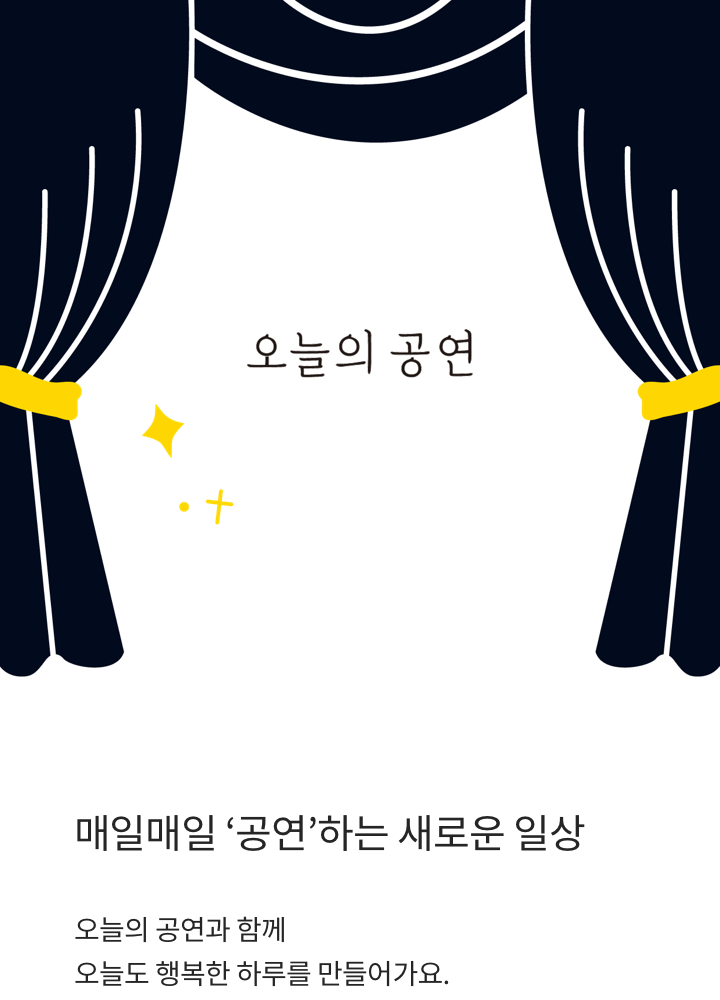 오늘의 공연
매일매일 ‘공연’하는 새로운 일상
오늘의 공연과 함께
오늘도 행복한 하루를 만들어가요.